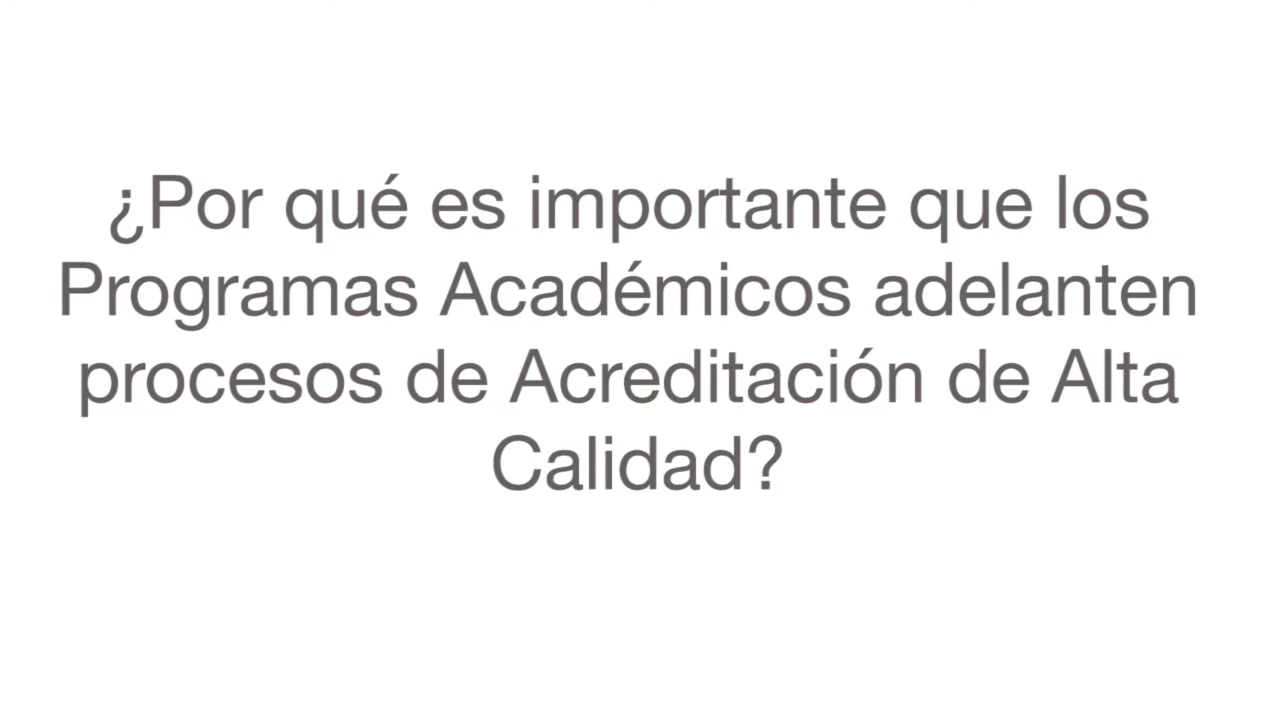 ¿Por qué es importante que los
Programas Académicos adelanten
procesos de Acreditación de Alta
Calidad?